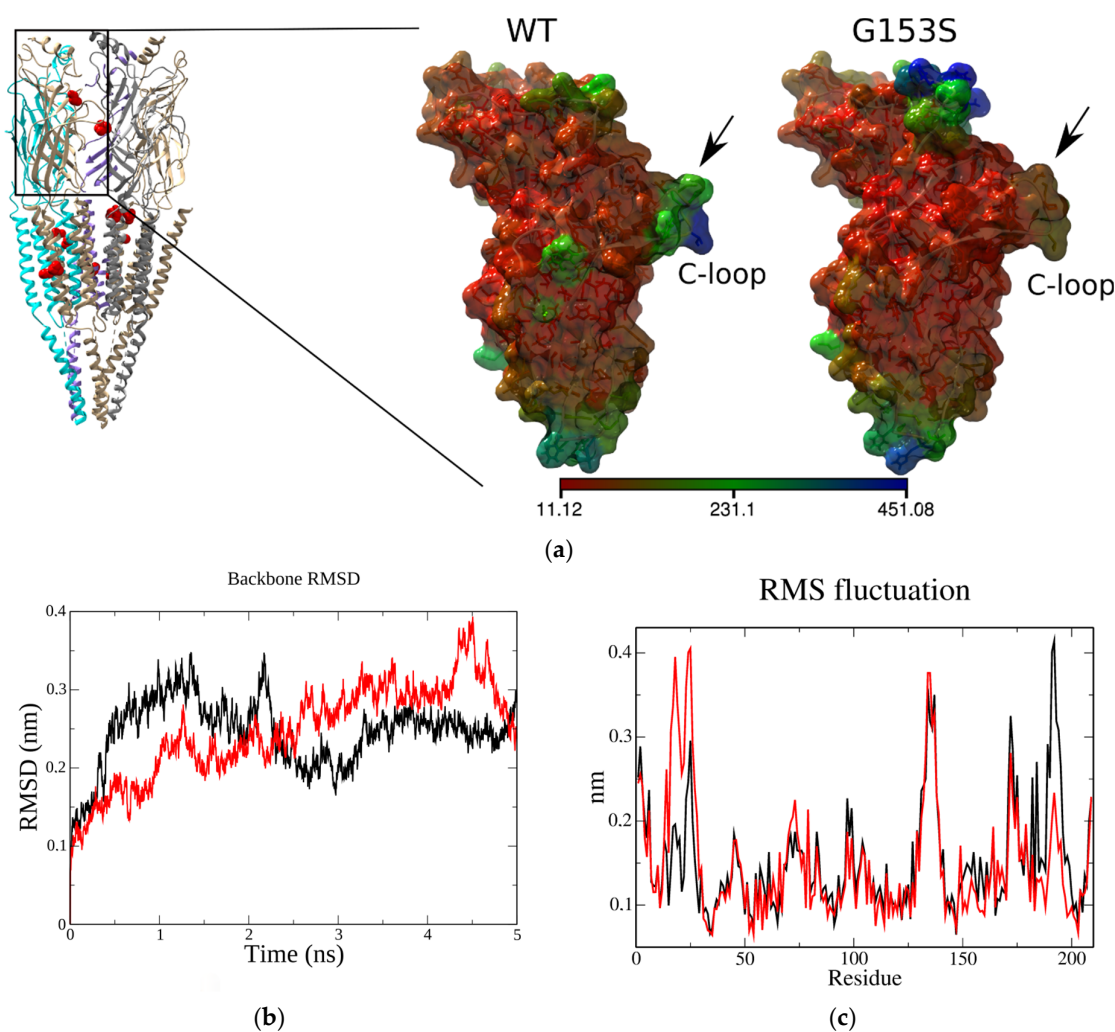 WT
G153S
C-loop
C-loop
11.12
231.1
451.08
(a)
Backbone RMSD
RMS fluctuation
RMSD (nm)
0.4
0.3
0.2
0.1
0
0
1
2
3
4
5
Time (ns)
nm
0.4
0.3
0.2
0.1
0
50
100
150
200
Residue
(b)
(c)